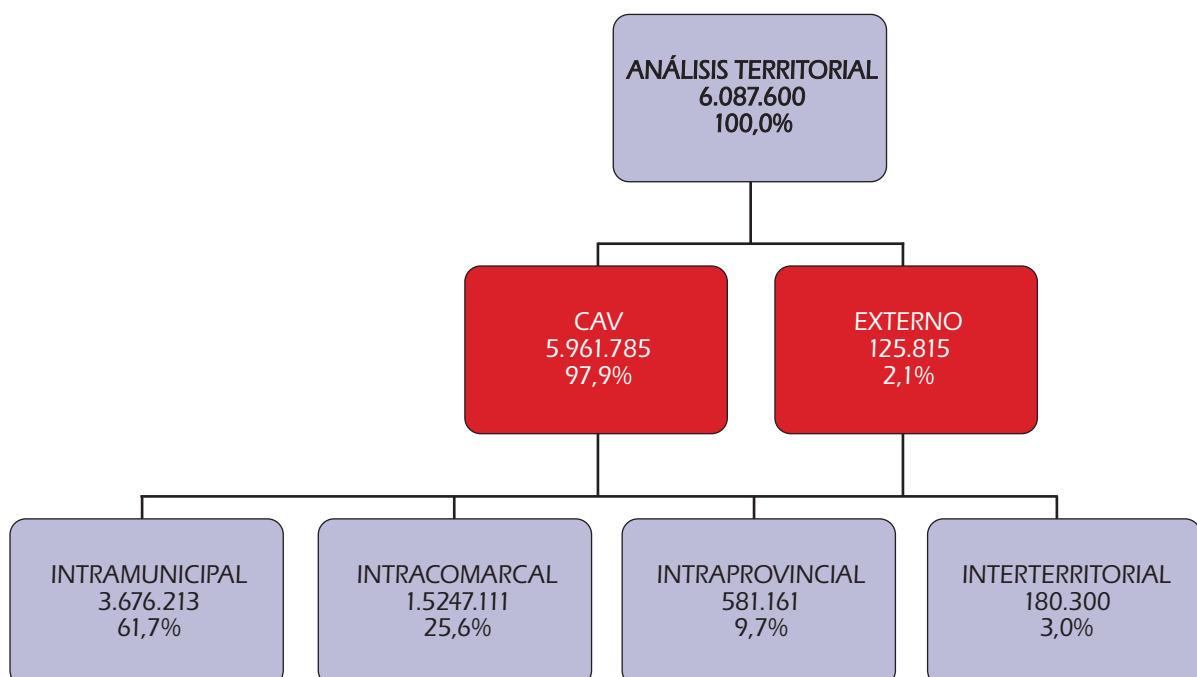 ANÁLISIS TERRITORIAL
6.087.600
100,0%
CAV
5.961.785
97,9%
EXTERNO
125.815
2,1%
INTRAMUNICIPAL
3.676.213
61,7%
INTRACOMARCAL
1.5247.111
25,6%
INTRAPROVINCIAL
581.161
9,7%
INTERTERRITORIAL
180.300
3,0%